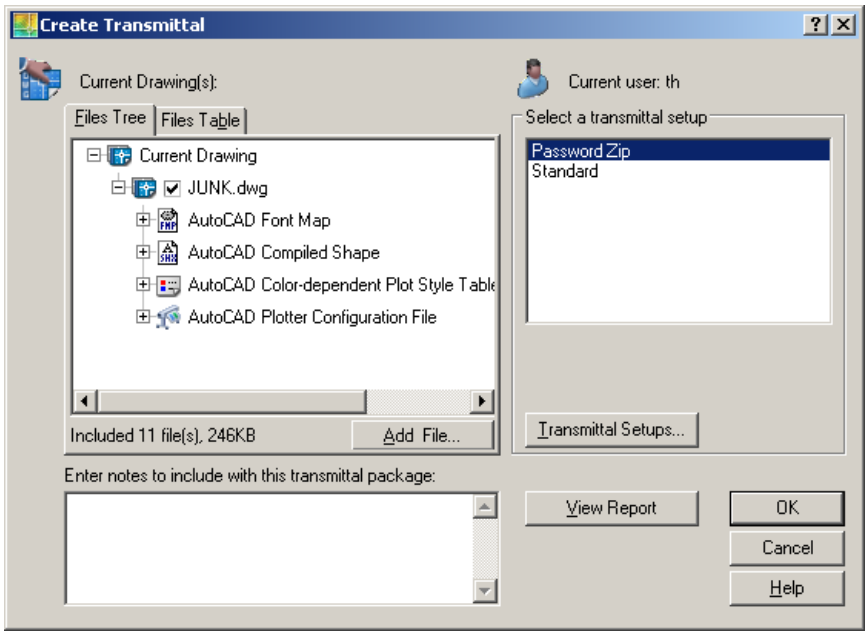 Create Transmittal
Current Drawing(s):
Current user: th
Files Tree
Files Table
Select a transmittal setup
Current Drawing
JUNK.dwg
AutoCAD Font Map
AutoCAD Compiled Shape
AutoCAD Color-dependent Plot Style Table
AutoCAD Plotter Configuration File
Password Zip
Standard
Included 11 file(s), 246KB
Add File...
Transmittal Setups...
Enter notes to include with this transmittal package:
View Report
OK
Cancel
Help